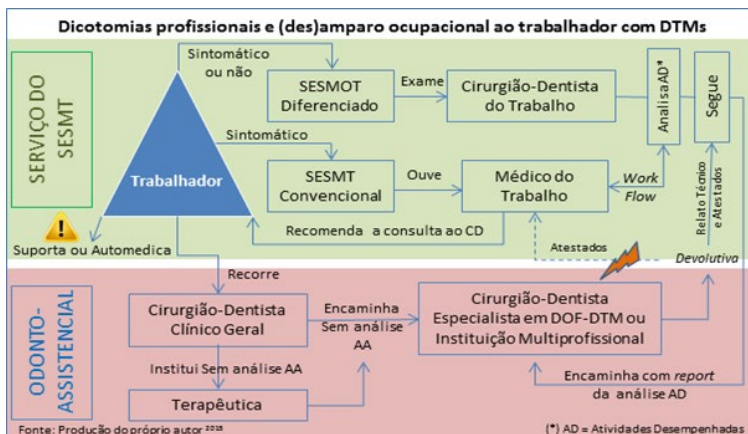 Dicotomias profissionais e (des)amparo ocupacional ao trabalhador com DTMs
SERVIÇO DO
SESMT
Sintomático
ou não
SESMOT
Diferenciado
Exame
Cirurgião-Dentista
do Trabalho
Analisa AD*
Segue
Sintomático
Trabalhador
SESMT
Convencional
Ouve
Médico do
Trabalho
Work
Flow
Relato Técnico
e Atestados
Recomenda a consulta ao CD
Suporta ou Automedica
Atestados
Devolutiva
Recorre
ODONTO-
ASSISTENCIAL
Cirurgião-Dentista
Clínico Geral
Encaminha
Sem análise
AA
Cirurgião-Dentista
Especialista em DOF-DTM ou
Instituição Multiprofissional
Institui Sem análise AA
Terapêutica
Encaminha com report
da análise AD
Fonte: Produção do próprio autor 2015
(*) AD = Atividades Desempenhadas